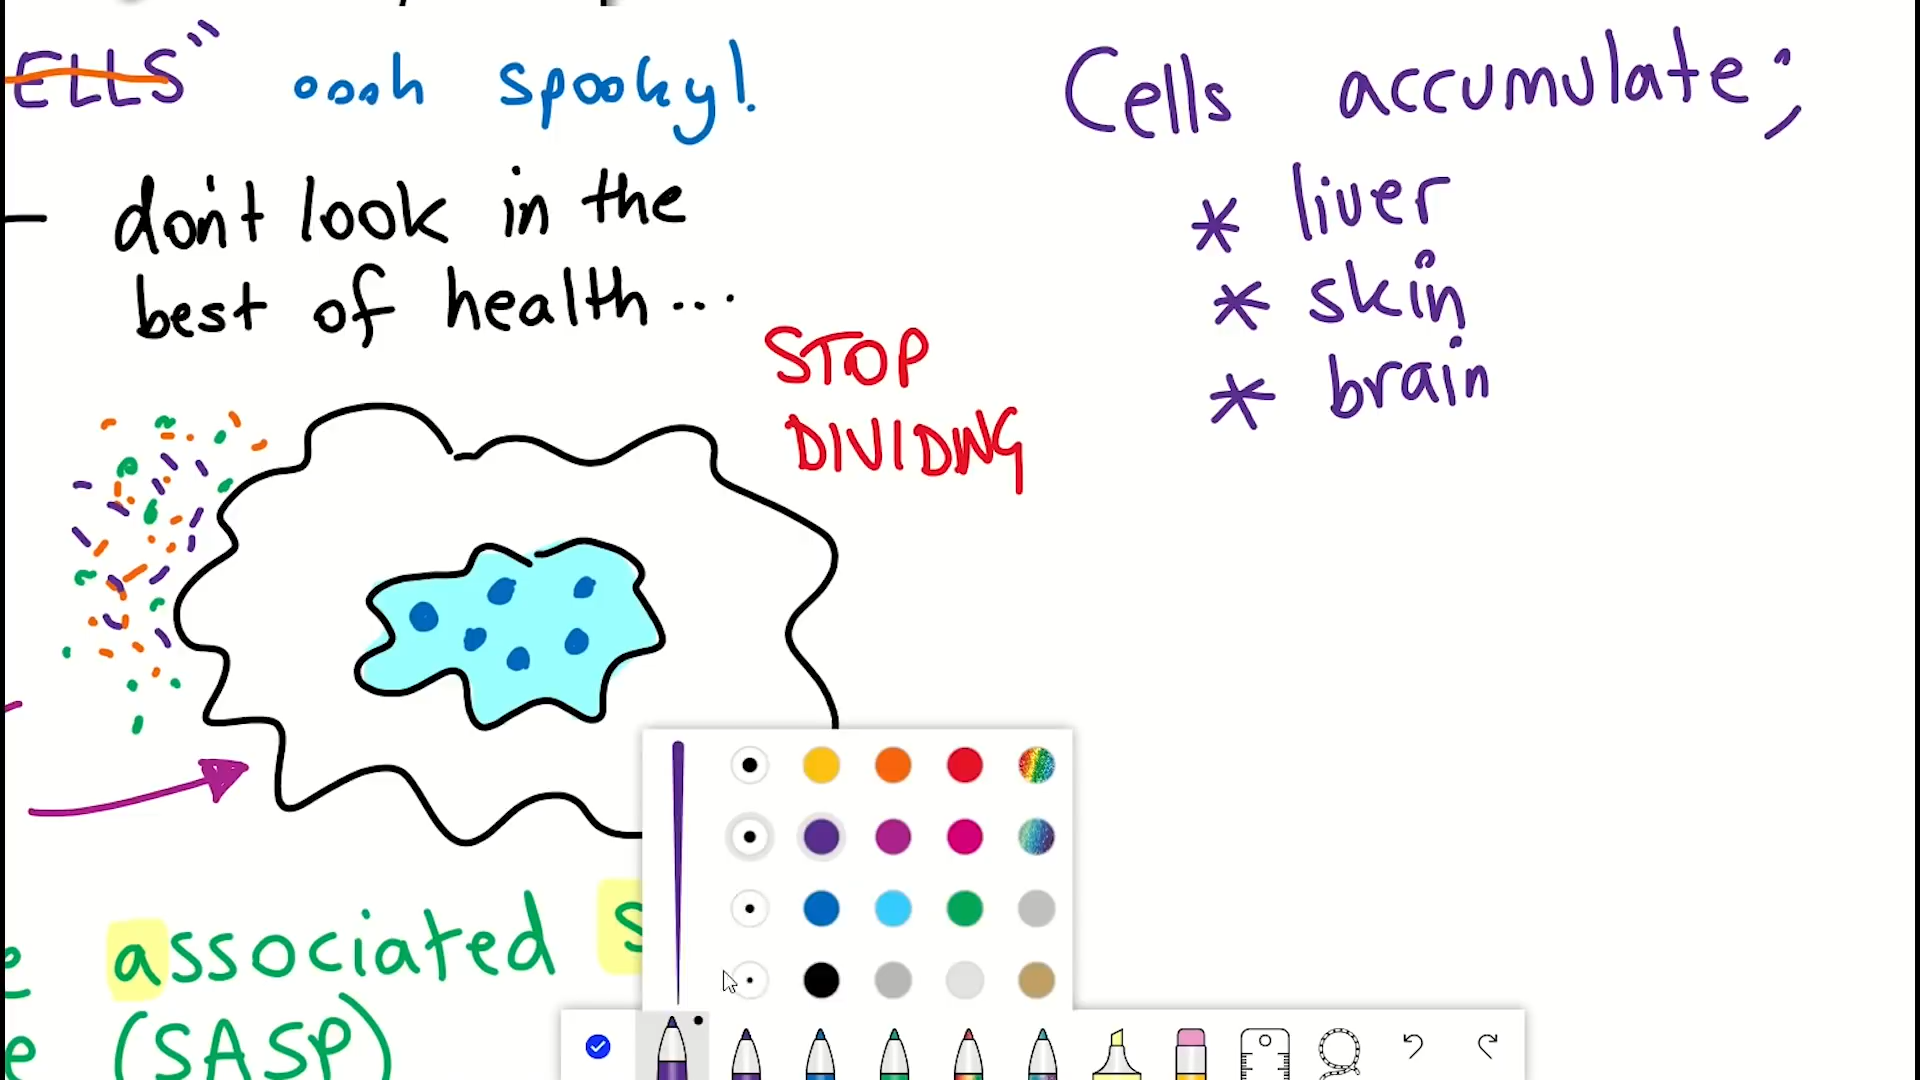 ELLS" oooh spooky!
- don't look in the
best of health...
STOP
DIVIDING
Cells accumulate;
* liver
* skin
* brain
e associated s
e (SASP)